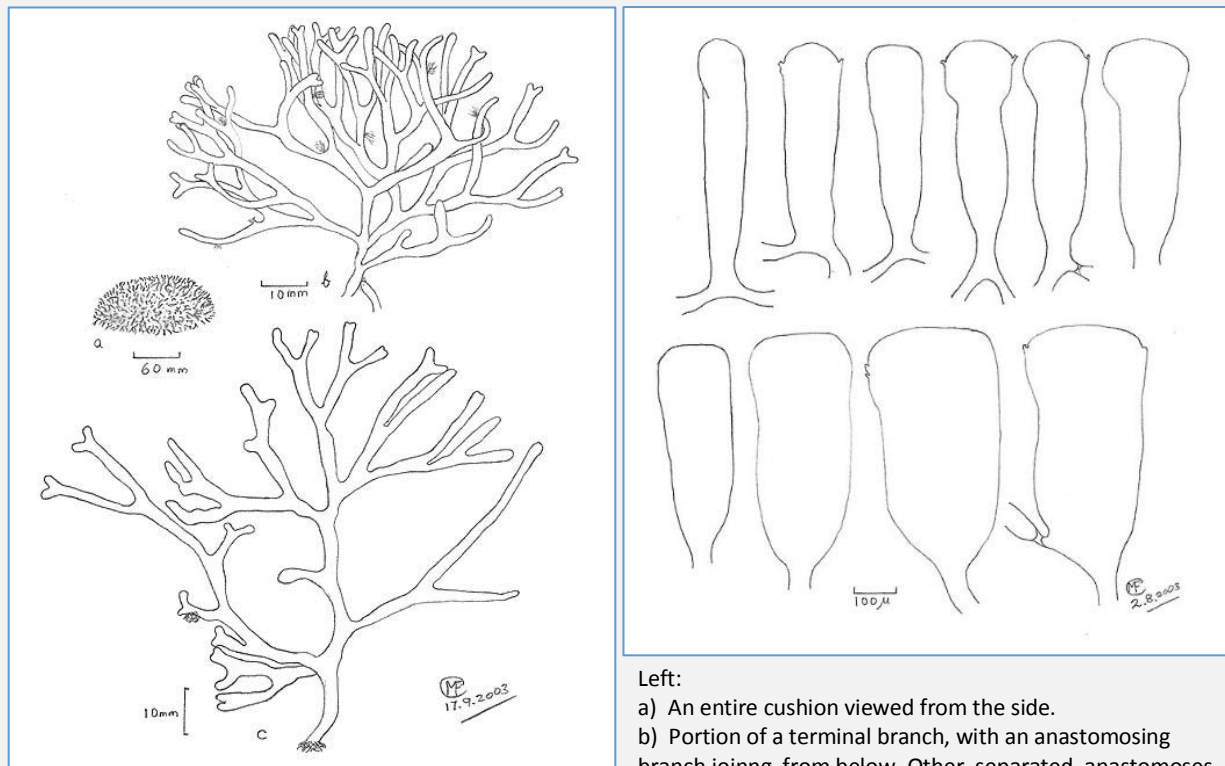 10mm b
a
60 mm
10mm
c
MP
17.9.2003
100µ
MP
2.8.2003
Left:
a) An entire cushion viewed from the side.
b) Portion of a terminal branch, with an anastomosing
branch joinng from below. Other, separated, anastomoses